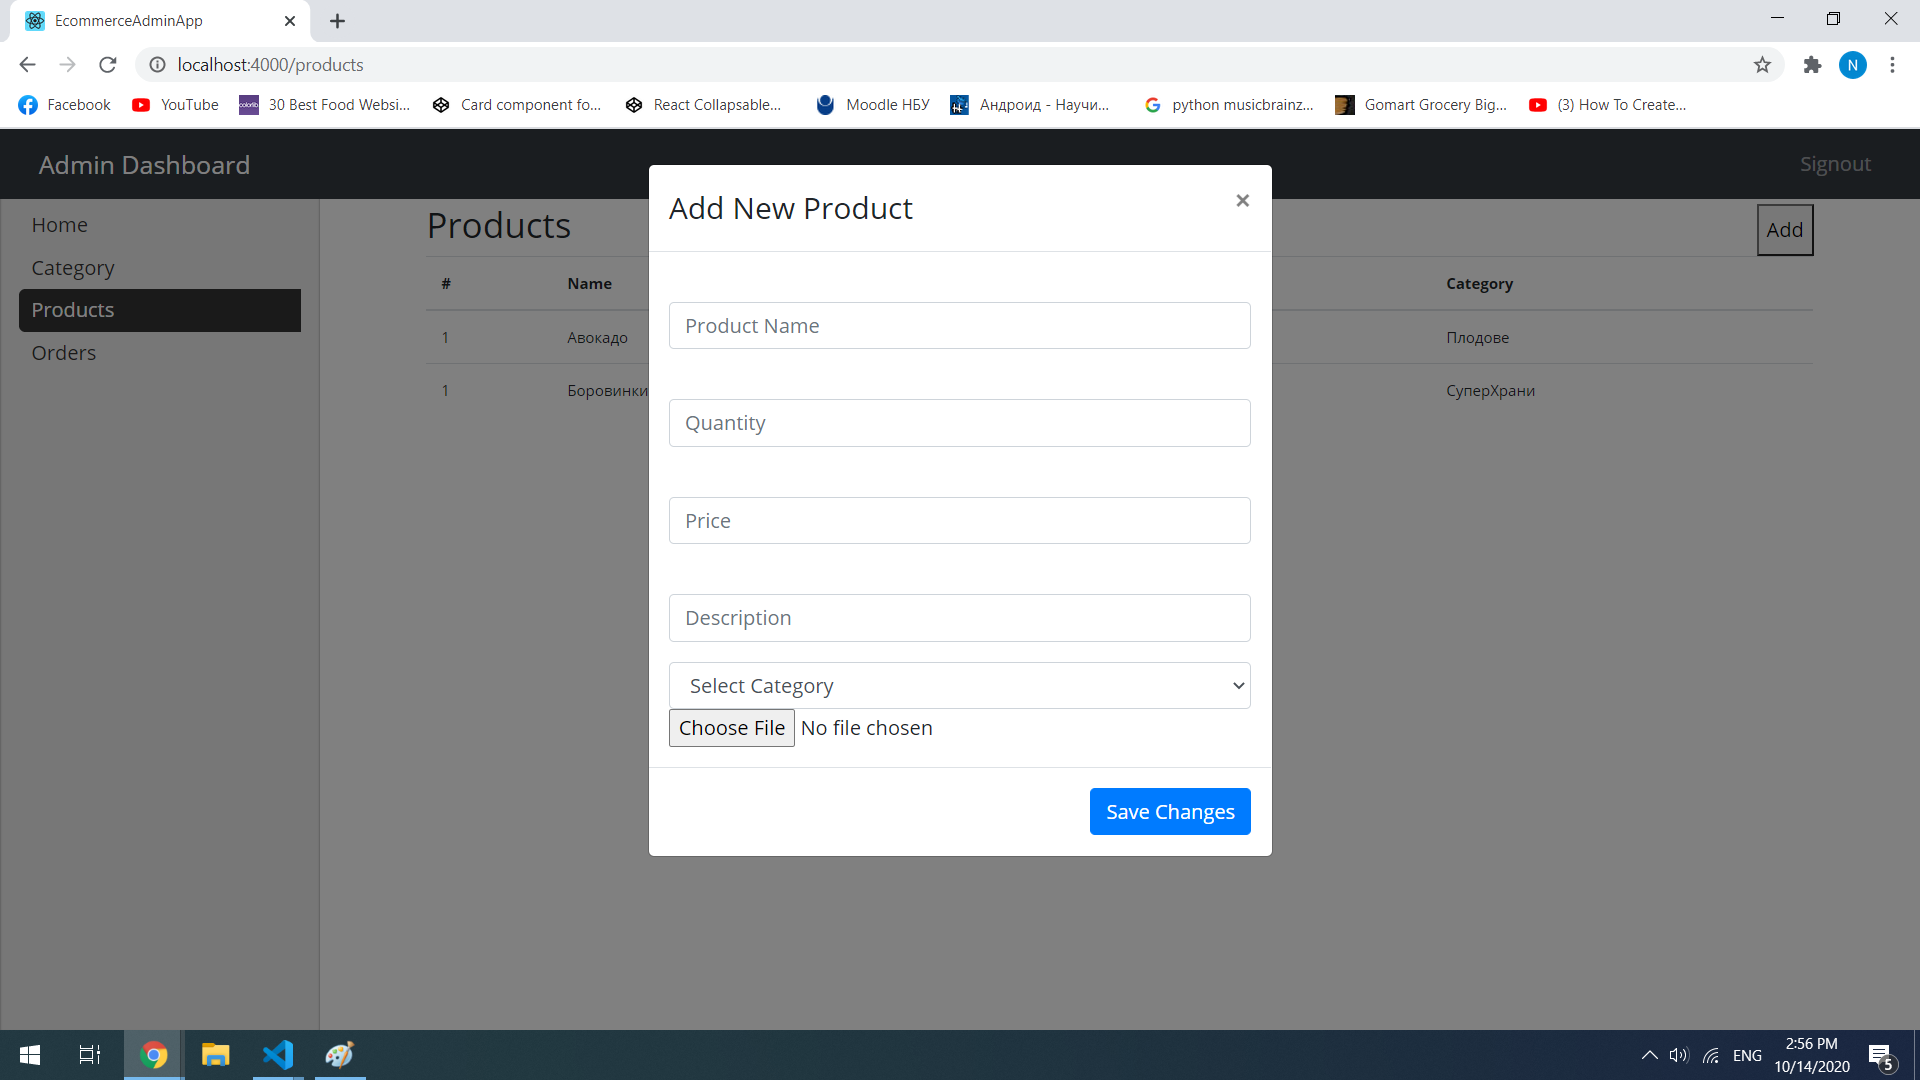 EcommerceAdminApp
localhost:4000/products
Facebook YouTube 30 Best Food Websi... Card component fo... React Collapsable... Moodle НБУ Андроид - Научи... python musicbrainz... Gomart Grocery Big... (3) How To Create...
Admin Dashboard Signout
Home
Category
Products
Orders
Products Add
# Name Category
1 Авокадо Плодове
1 Боровинки СуперХрани
Add New Product ×
Product Name
Quantity
Price
Description
Select Category
Choose File No file chosen
Save Changes
ENG
2:56 PM
10/14/2020
5
N